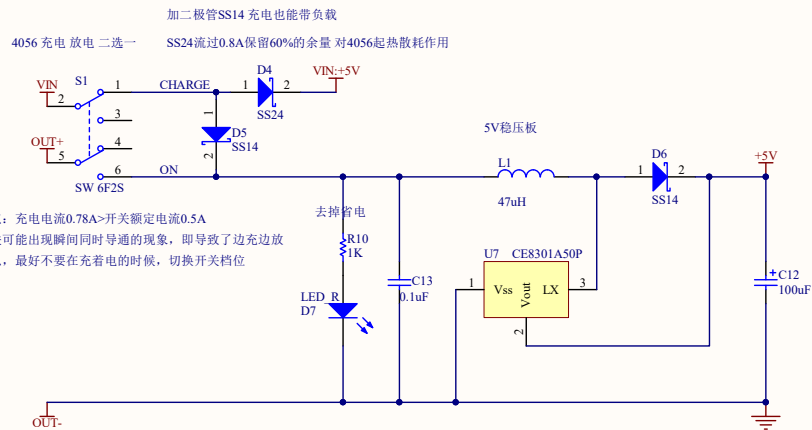 加二极管SS14 充电也能带负载
4056 充电 放电 二选一
SS24流过0.8A保留60%的余量 对4056起热散耗作用
VIN
S1
2
1
CHARGE
3
OUT+
4
5
6
ON
SW 6F2S
D4
1
2
SS24
VIN:+5V
1
D5
SS14
2
5V稳压板
L1
47uH
D6
1
2
SS14
+5V
：充电电流0.78A>开关额定电流0.5A
可能出现瞬间同时导通的现象，即导致了边充边放
，最好不要在充着电的时候，切换开关档位
去掉省电
R10
1K
LED_R
D7
C13
0.1uF
U7
CE8301A50P
1
Vss
Vout
LX
3
2
C12
100uF
+
OUT-